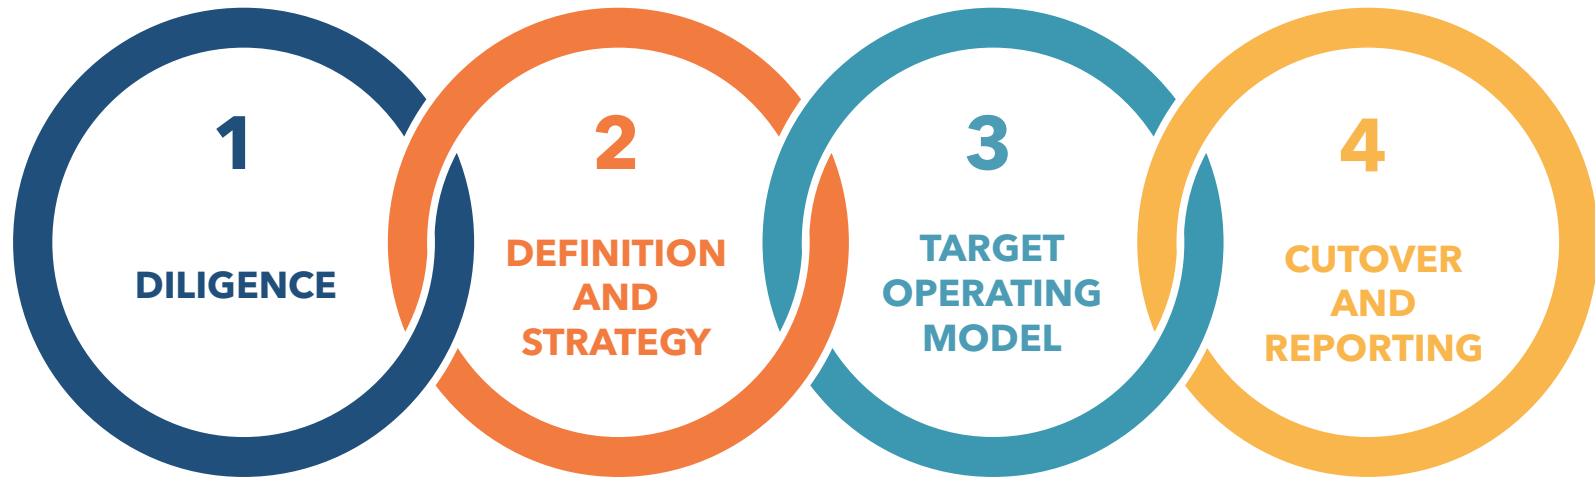 1
DILIGENCE
2
DEFINITION
AND
STRATEGY
3
TARGET
OPERATING
MODEL
4
CUTOVER
AND
REPORTING